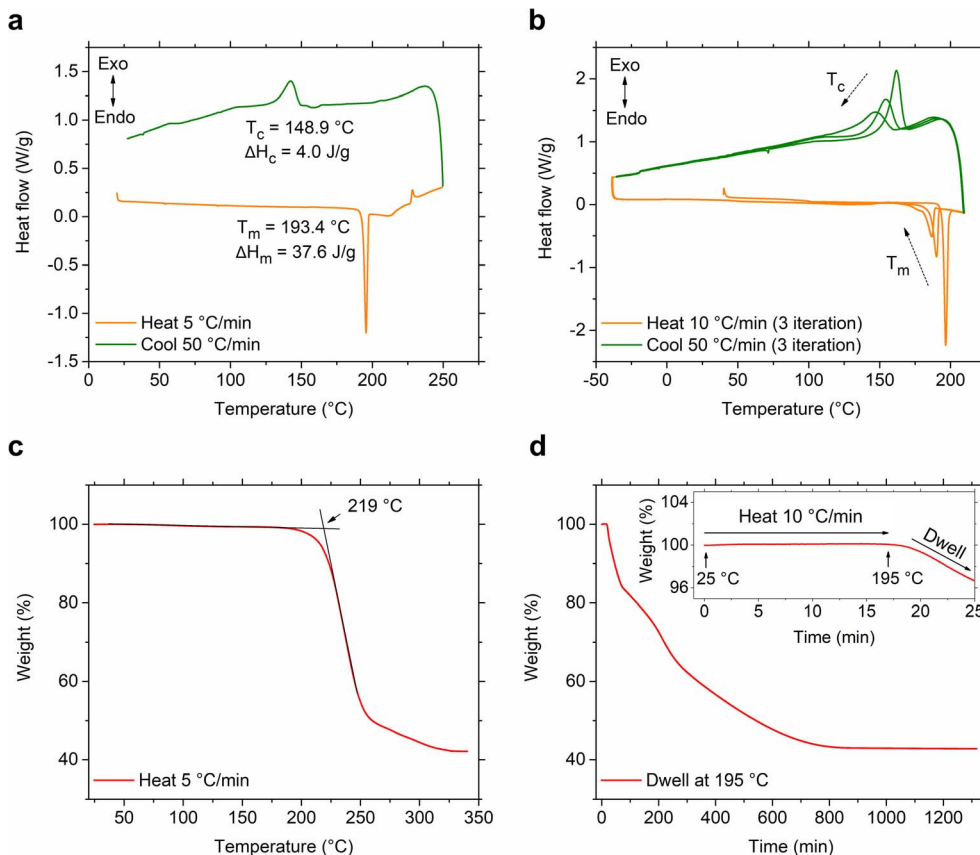 a
Exo
Endo
T_c = 148.9 °C
ΔH_c = 4.0 J/g
T_m = 193.4 °C
ΔH_m = 37.6 J/g
Heat 5 °C/min
Cool 50 °C/min
1.5
1.0
0.5
0.0
-0.5
-1.0
-1.5
Heat flow (W/g)
0 50 100 150 200 250
Temperature (°C)
b
Exo
Endo
T_c
T_m
Heat 10 °C/min (3 iteration)
Cool 50 °C/min (3 iteration)
2
1
0
-1
-2
Heat flow (W/g)
-50 0 50 100 150 200
Temperature (°C)
c
219 °C
Heat 5 °C/min
100
80
60
40
Weight (%)
50 100 150 200 250 300 350
Temperature (°C)
d
104
100
96
Weight (%)
Heat 10 °C/min
Dwell
25 °C
195 °C
0 5 10 15 20 25
Time (min)
Dwell at 195 °C
100
80
60
40
Weight (%)
0 200 400 600 800 1000 1200
Time (min)